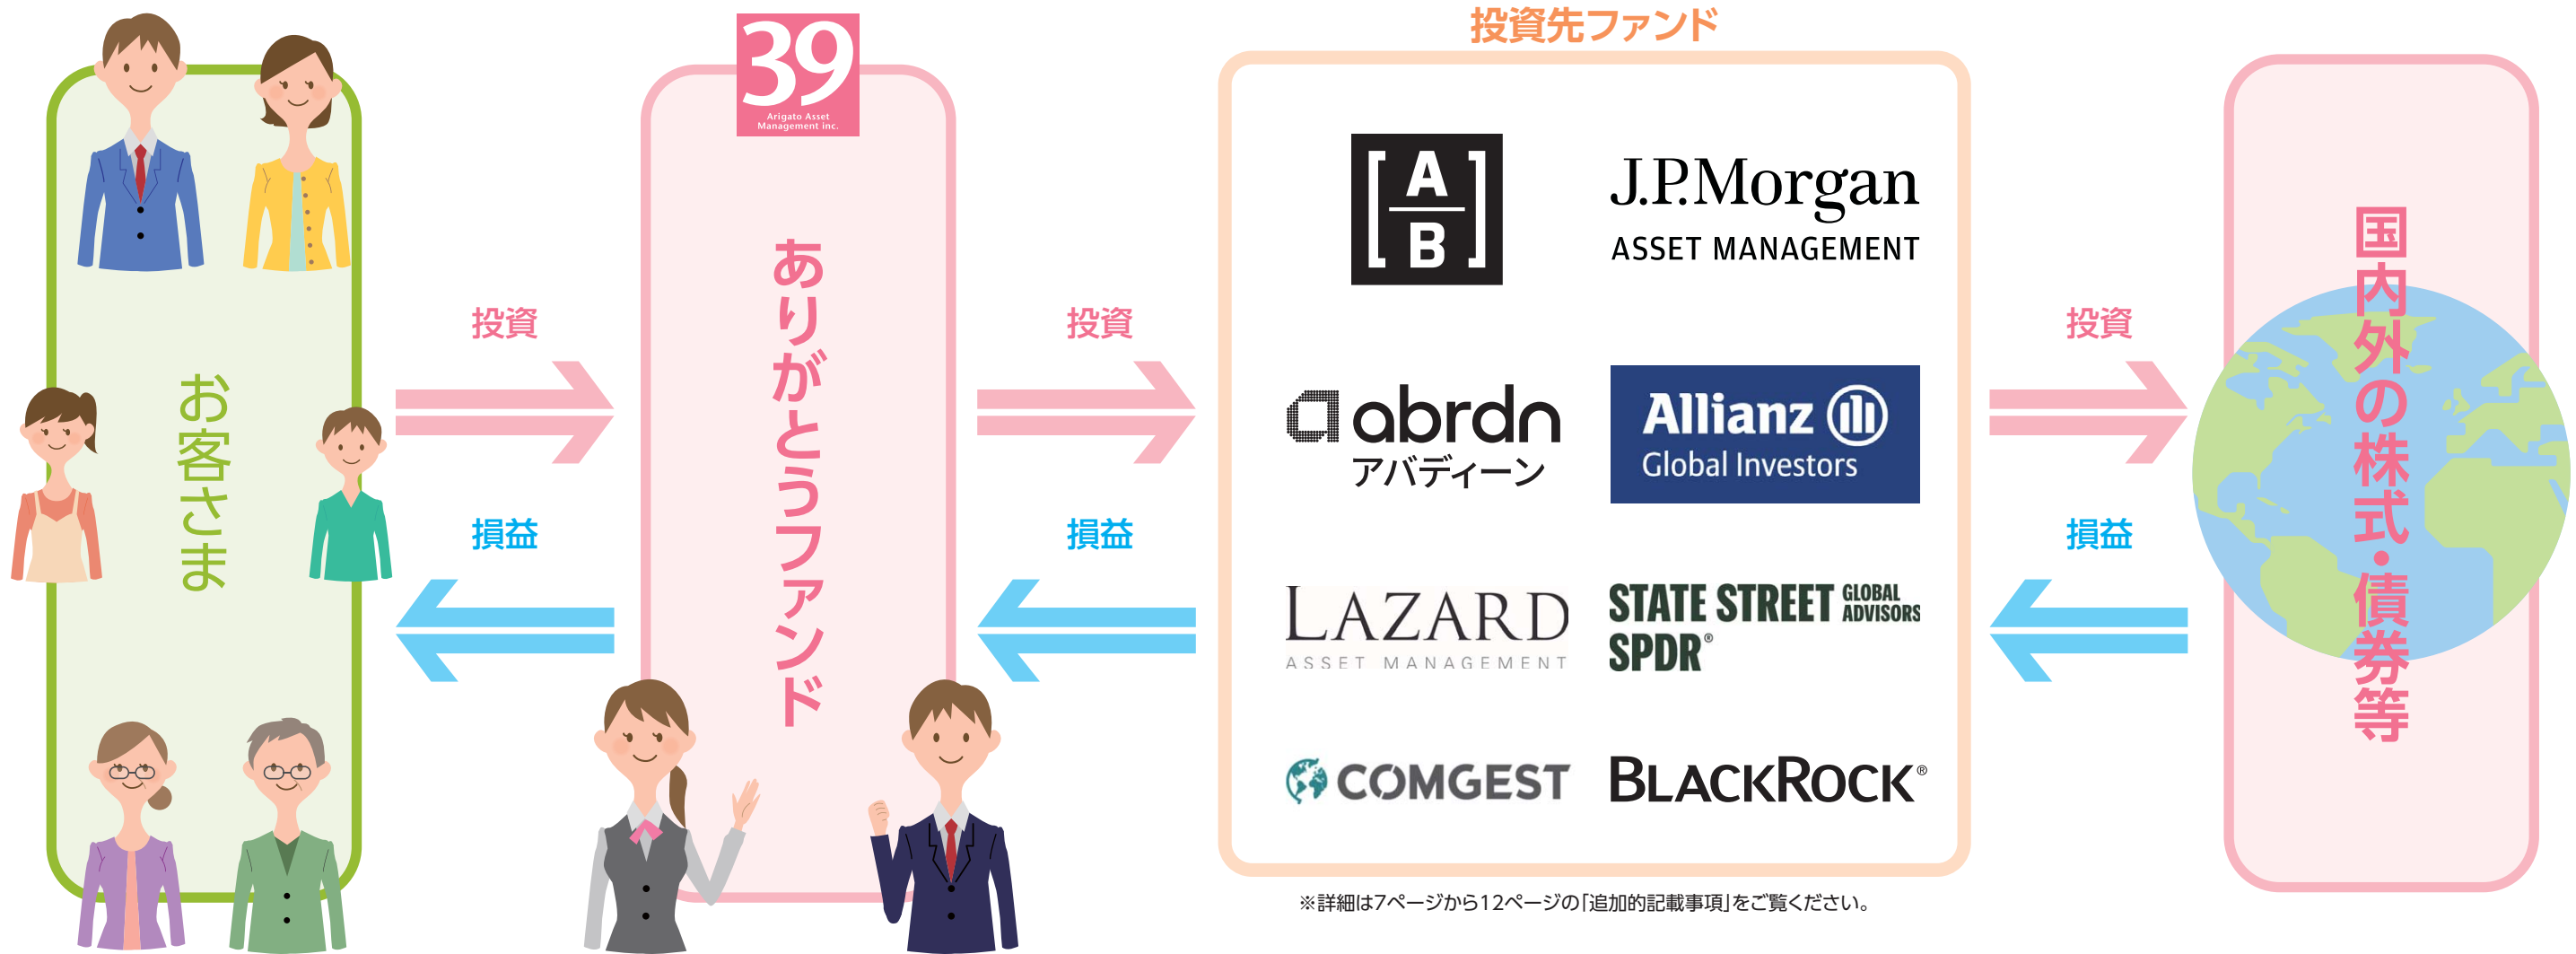 お客さま
投資
損益
39
Arigato Asset
Management inc.
ありがとうファンド
投資
損益
投資先ファンド
[A/B]
J.P.Morgan
ASSET MANAGEMENT
abrdn
アバディーン
Allianz
Global Investors
LAZARD
ASSET MANAGEMENT
STATE STREET GLOBAL ADVISORS
SPDR®
COMGEST
BLACKROCK®
※詳細は7ページから12ページの「追加的記載事項」をご覧ください。
投資
損益
国内外の株式・債券等